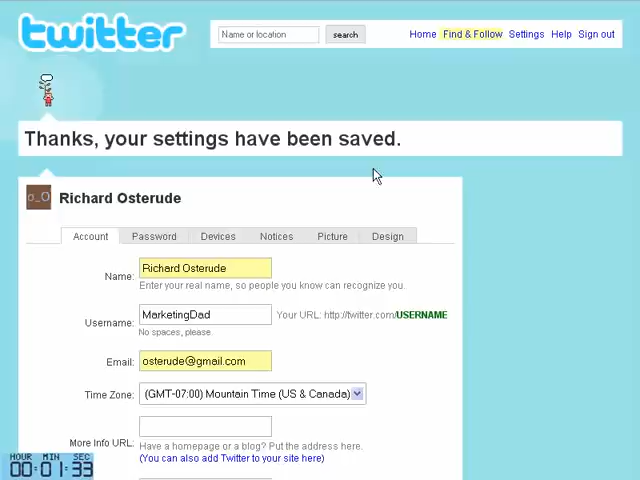 twitter
Name or location
search
Home Find & Follow Settings Help Sign out
Thanks, your settings have been saved.
o_O
Richard Osterude
Account Password Devices Notices Picture Design
Name: Richard Osterude
Enter your real name, so people you know can recognize you.
Username: MarketingDad Your URL: http://twitter.com/USERNAME
No spaces, please.
Email: osterude@gmail.com
Time Zone: (GMT-07:00) Mountain Time (US & Canada)
More Info URL:
Have a homepage or a blog? Put the address here.
(You can also add Twitter to your site here)
HOUR MIN SEC
00:01:33